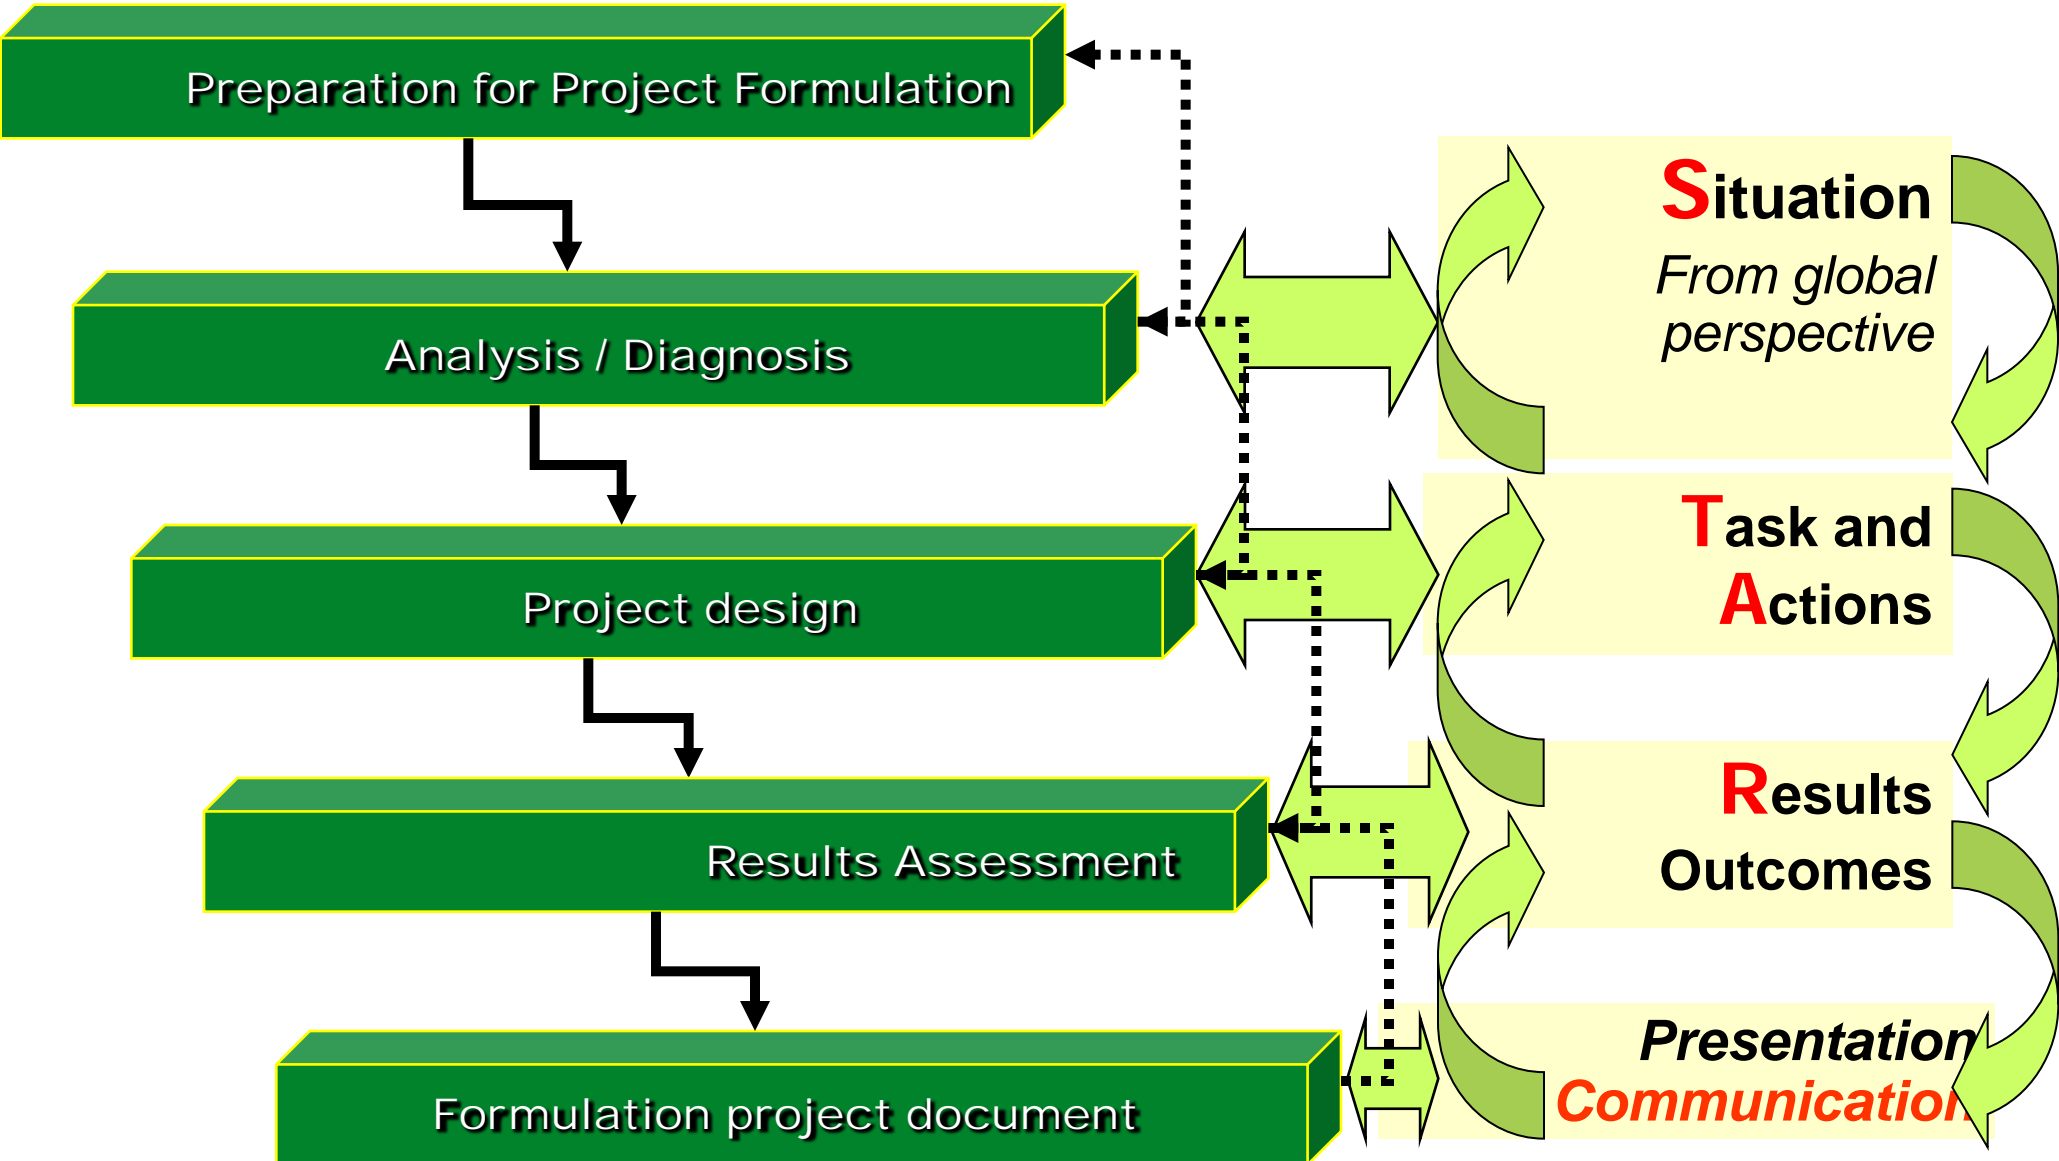 Preparation for Project Formulation
Analysis / Diagnosis
Project design
Results Assessment
Formulation project document
Situation
From global
perspective
Task and
Actions
Results
Outcomes
Presentation
Communication